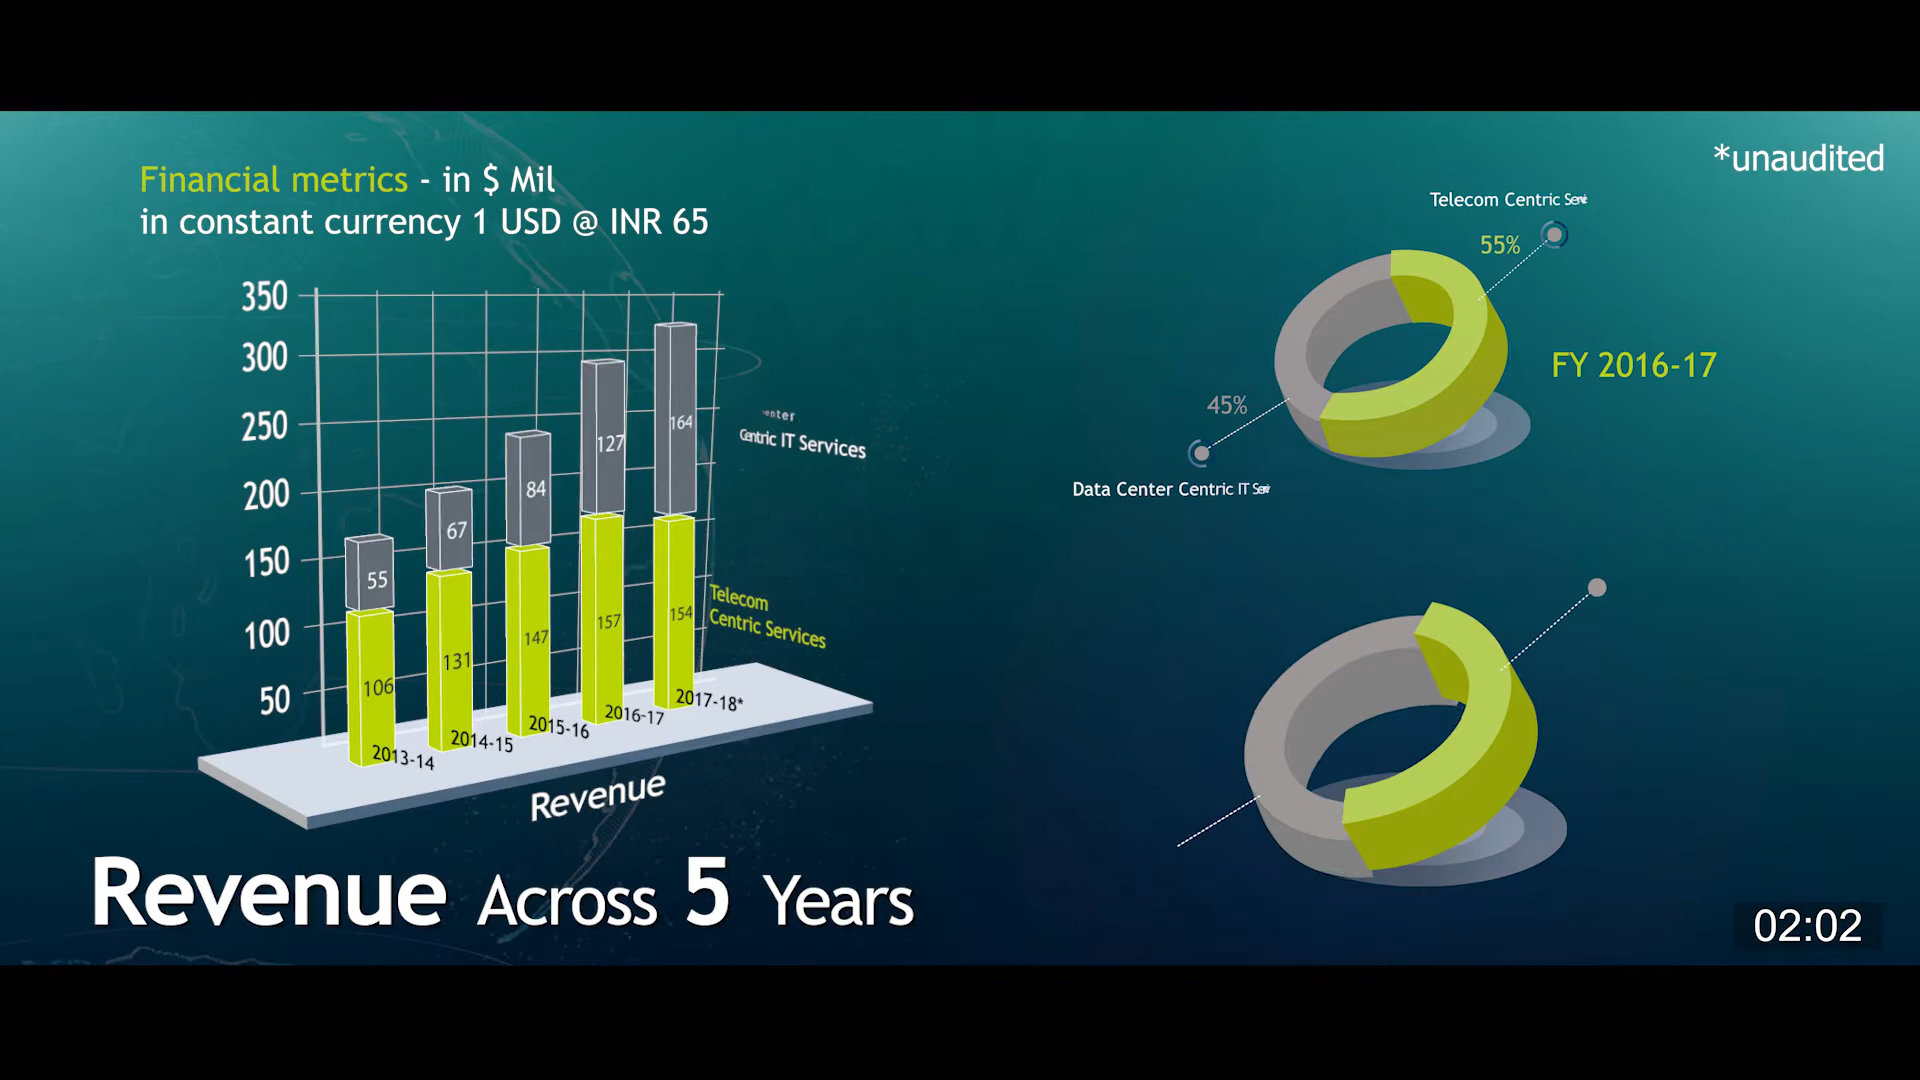 *unaudited
Financial metrics - in $ Mil
in constant currency 1 USD @ INR 65
350
300
250
200
150
100
50
55
67
84
127
164
106
131
147
157
154
2013-14
2014-15
2015-16
2016-17
2017-18*
Centric IT Services
Telecom
Centric Services
Revenue
Revenue Across 5 Years
Telecom Centric
55%
FY 2016-17
45%
Data Center Centric IT
02:02